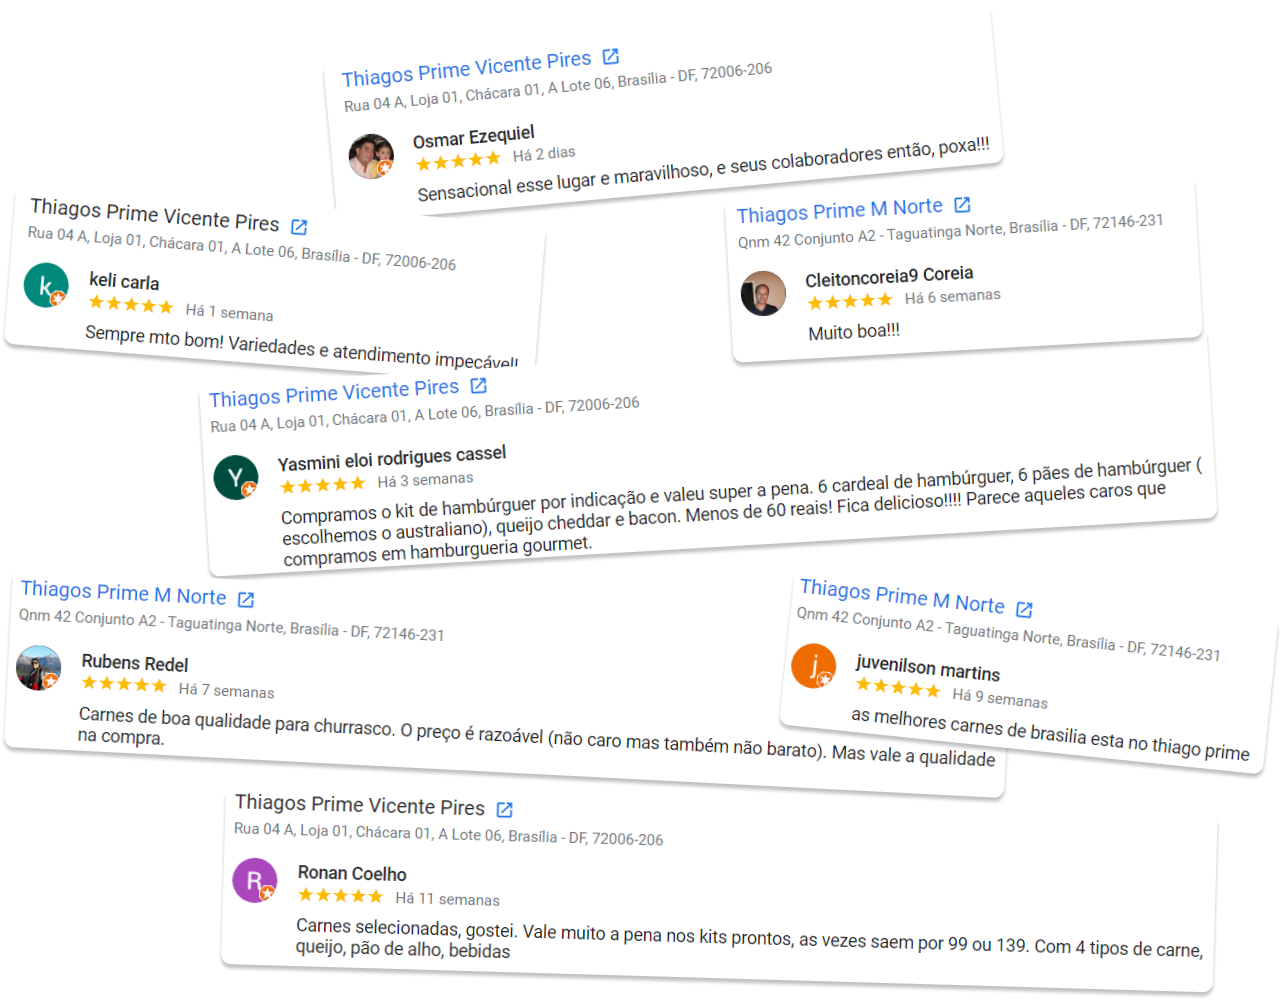 Thiagos Prime Vicente Pires
Rua 04 A, Loja 01, Chácara 01, A Lote 06, Brasília - DF, 72006-206
Osmar Ezequiel
Há 2 dias
Sensacional esse lugar e maravilhoso, e seus colaboradores então, poxa!!!
Thiagos Prime Vicente Pires
Rua 04 A, Loja 01, Chácara 01, A Lote 06, Brasília - DF, 72006-206
k
keli carla
Há 1 semana
Sempre mto bom! Variedades e atendimento impecável!
Thiagos Prime M Norte
Qnm 42 Conjunto A2 - Taguatinga Norte, Brasília - DF, 72146-231
Cleitoncoreia9 Coreia
Há 6 semanas
Muito boa!!!
Thiagos Prime Vicente Pires
Rua 04 A, Loja 01, Chácara 01, A Lote 06, Brasília - DF, 72006-206
Y
Yasmini eloi rodrigues cassel
Há 3 semanas
Compramos o kit de hambúrguer por indicação e valeu super a pena. 6 cardeal de hambúrguer, 6 pães de hambúrguer (
escolhemos o australiano), queijo cheddar e bacon. Menos de 60 reais! Fica delicioso!!!! Parece aqueles caros que
compramos em hamburgueria gourmet.
Thiagos Prime M Norte
Qnm 42 Conjunto A2 - Taguatinga Norte, Brasília - DF, 72146-231
Rubens Redel
Há 7 semanas
Carnes de boa qualidade para churrasco. O preço é razoável (não caro mas também não barato). Mas vale a qualidade
na compra.
Thiagos Prime M Norte
Qnm 42 Conjunto A2 - Taguatinga Norte, Brasília - DF, 72146-231
j
juvenilson martins
Há 9 semanas
as melhores carnes de brasilia esta no thiago prime
Thiagos Prime Vicente Pires
Rua 04 A, Loja 01, Chácara 01, A Lote 06, Brasília - DF, 72006-206
R
Ronan Coelho
Há 11 semanas
Carnes selecionadas, gostei. Vale muito a pena nos kits prontos, as vezes saem por 99 ou 139. Com 4 tipos de carne,
queijo, pão de alho, bebidas